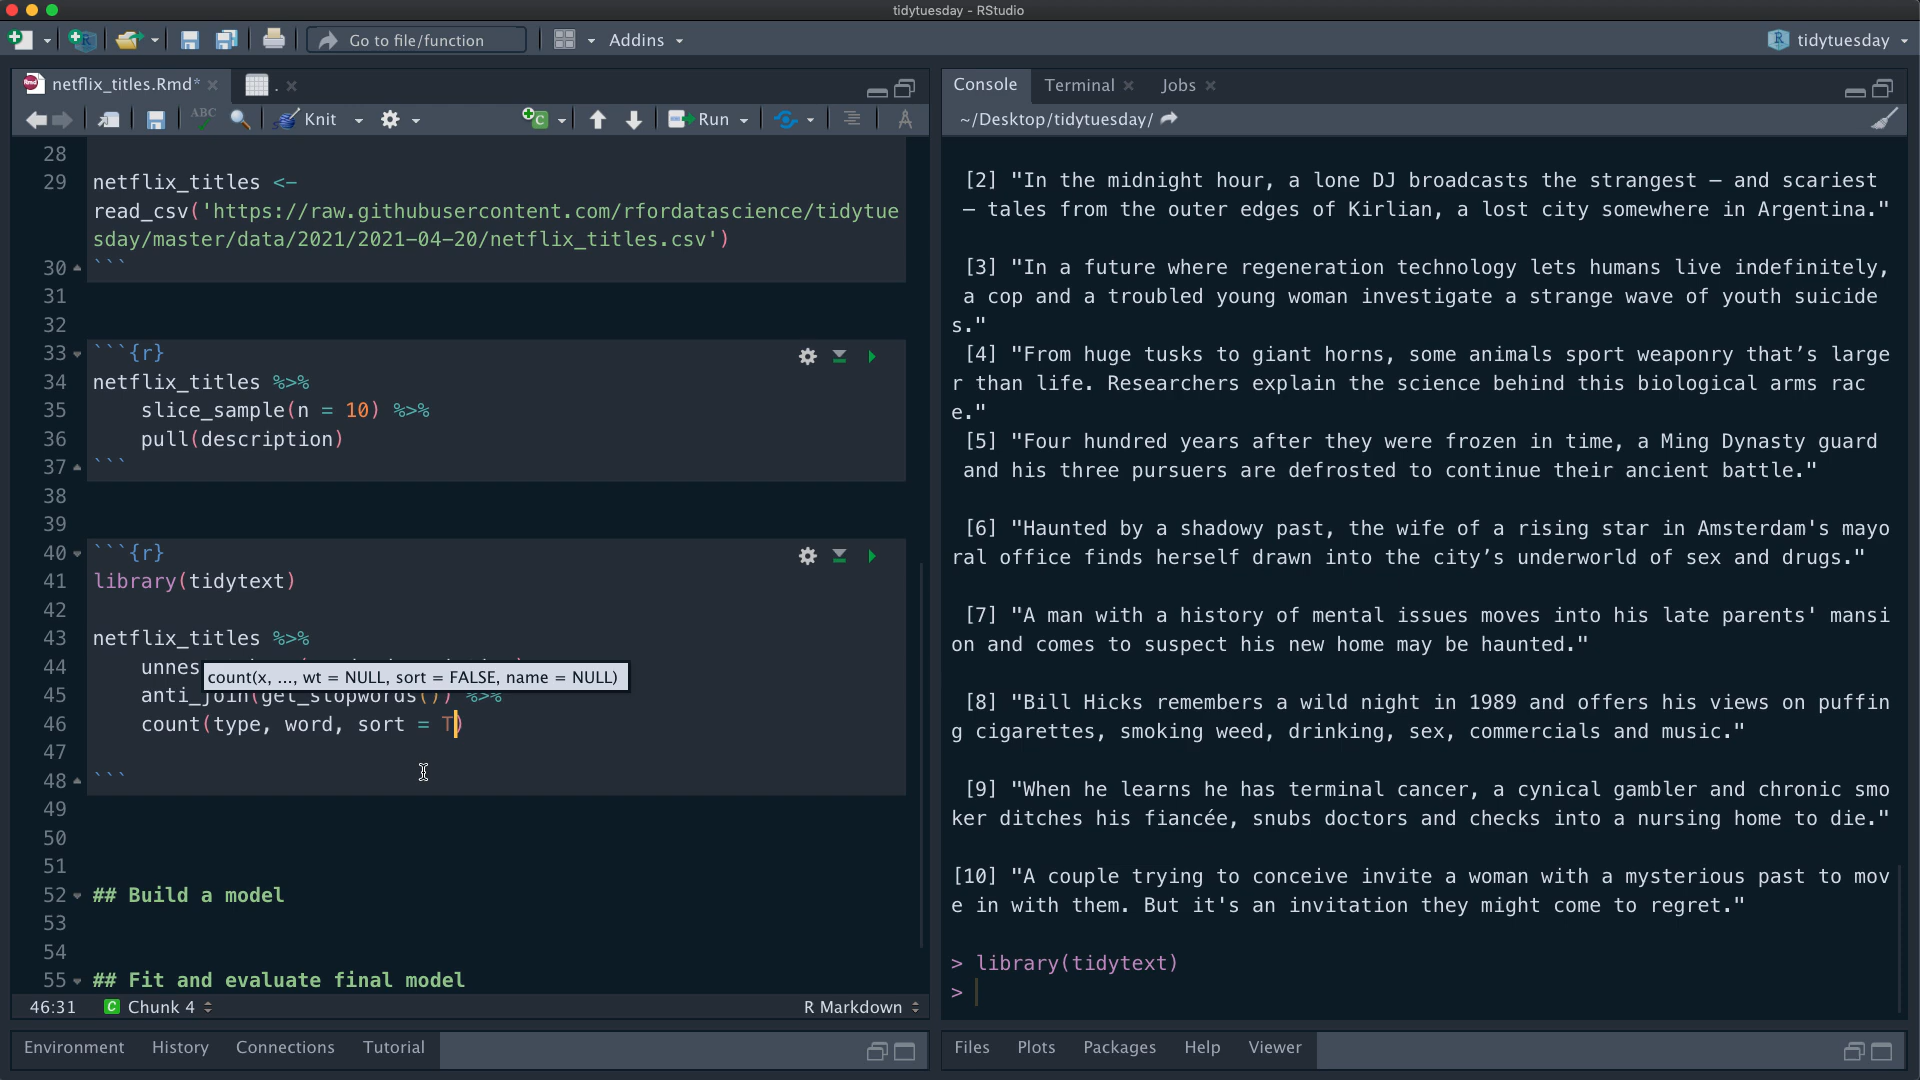 tidytuesday - RStudio
Go to file/function
Addins
tidytuesday
netflix_titles.Rmd*
.
Knit
Run
28
29 netflix_titles <-
read_csv('https://raw.githubusercontent.com/rfordatascience/tidytue
sday/master/data/2021/2021-04-20/netflix_titles.csv')
30 ```
31
32
33 ```{r}
34 netflix_titles %>%
35 slice_sample(n = 10) %>%
36 pull(description)
37 ```
38
39
40 ```{r}
41 library(tidytext)
42
43 netflix_titles %>%
44 unnes
count(x, ..., wt = NULL, sort = FALSE, name = NULL)
45 anti_join(get_stopwords()) %>%
46 count(type, word, sort = T)
47
48 ```
49
50
51
52 ## Build a model
53
54
55 ## Fit and evaluate final model
46:31
C Chunk 4
R Markdown
Environment
History
Connections
Tutorial
Console
Terminal
Jobs
~/Desktop/tidytuesday/
[2] "In the midnight hour, a lone DJ broadcasts the strangest — and scariest
— tales from the outer edges of Kirlian, a lost city somewhere in Argentina."
[3] "In a future where regeneration technology lets humans live indefinitely,
a cop and a troubled young woman investigate a strange wave of youth suicide
s."
[4] "From huge tusks to giant horns, some animals sport weaponry that’s large
r than life. Researchers explain the science behind this biological arms rac
e."
[5] "Four hundred years after they were frozen in time, a Ming Dynasty guard
and his three pursuers are defrosted to continue their ancient battle."
[6] "Haunted by a shadowy past, the wife of a rising star in Amsterdam's mayo
ral office finds herself drawn into the city’s underworld of sex and drugs."
[7] "A man with a history of mental issues moves into his late parents' mansi
on and comes to suspect his new home may be haunted."
[8] "Bill Hicks remembers a wild night in 1989 and offers his views on puffin
g cigarettes, smoking weed, drinking, sex, commercials and music."
[9] "When he learns he has terminal cancer, a cynical gambler and chronic smo
ker ditches his fiancée, snubs doctors and checks into a nursing home to die."
[10] "A couple trying to conceive invite a woman with a mysterious past to mov
e in with them. But it's an invitation they might come to regret."
> library(tidytext)
>
Files
Plots
Packages
Help
Viewer